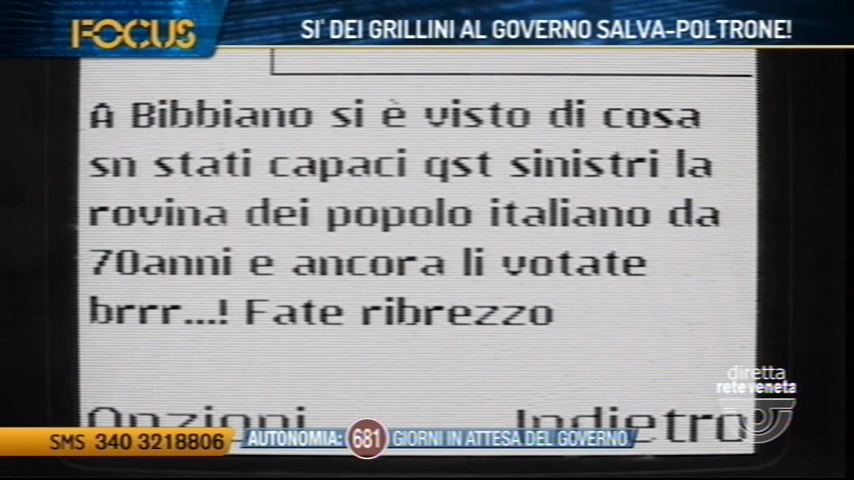 FOCUS
SI' DEI GRILLINI AL GOVERNO SALVA-POLTRONE!
A Bibbiano si è visto di cosa
sn stati capaci qst sinistri la
rovina dei popolo italiano da
70anni e ancora li votate
brrr...! Fate ribrezzo
Opzioni Indietro
diretta
reteveneta
SMS 340 3218806
AUTONOMIA: 681 GIORNI IN ATTESA DEL GOVERNO